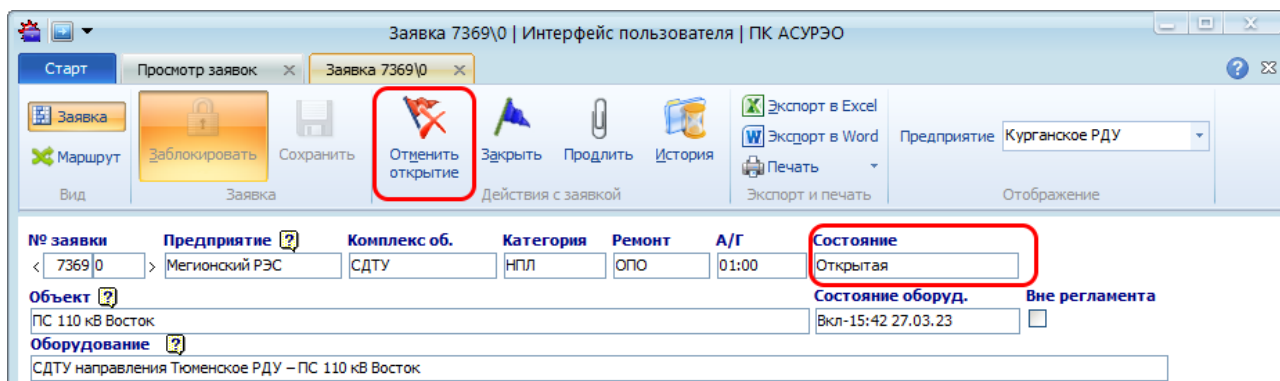 Заявка 7369\0 | Интерфейс пользователя | ПК АСУРЭО
Старт Просмотр заявок Заявка 7369\0
Заявка
Маршрут
Вид
Заблокировать Сохранить
Заявка
Отменить открытие
Закрыть Продлить История
Действия с заявкой
Экспорт в Excel
Экспорт в Word
Печать
Экспорт и печать
Предприятие Курганское РДУ
Отображение
№ заявки Предприятие Комплекс об. Категория Ремонт А/Г Состояние
< 7369 0 > Мегионский РЭС СДТУ НПЛ ОПО 01:00 Открытая
Объект Состояние оборуд. Вне регламента
ПС 110 кВ Восток Вкл-15:42 27.03.23
Оборудование
СДТУ направления Тюменское РДУ – ПС 110 кВ Восток